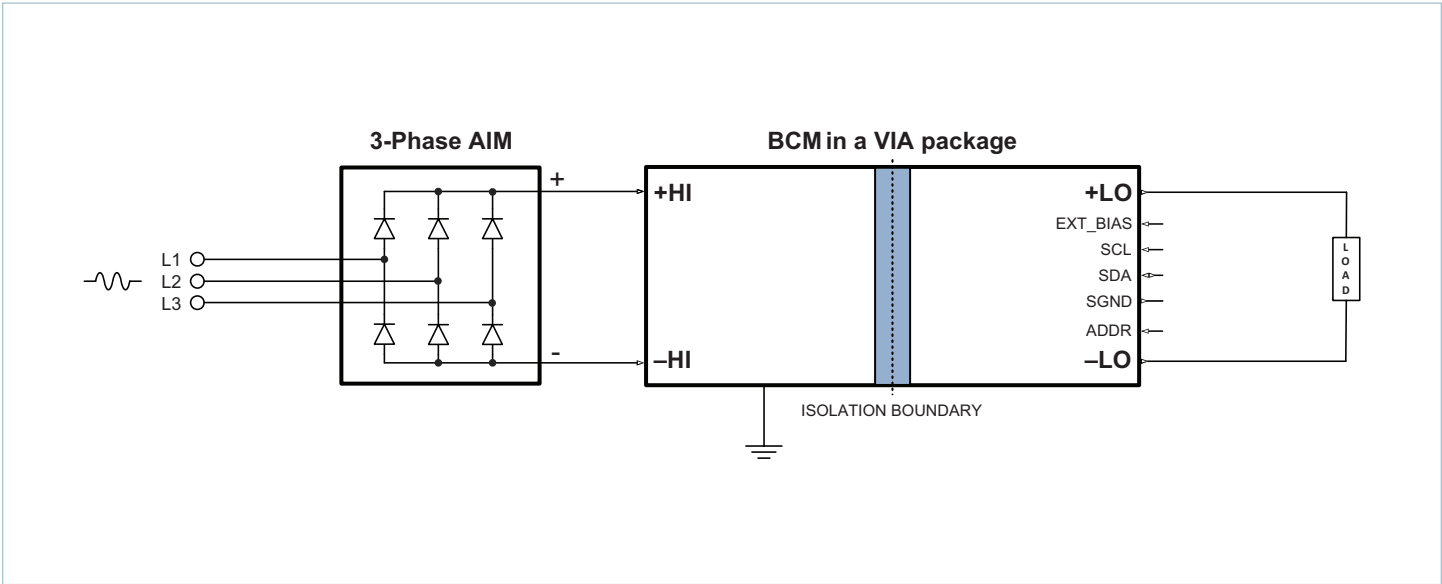 3-Phase AIM
BCM in a VIA package
+
+HI
+LO
EXT_BIAS
SCL
SDA
SGND
ADDR
–LO
L1
L2
L3
-
–HI
LOAD
ISOLATION BOUNDARY